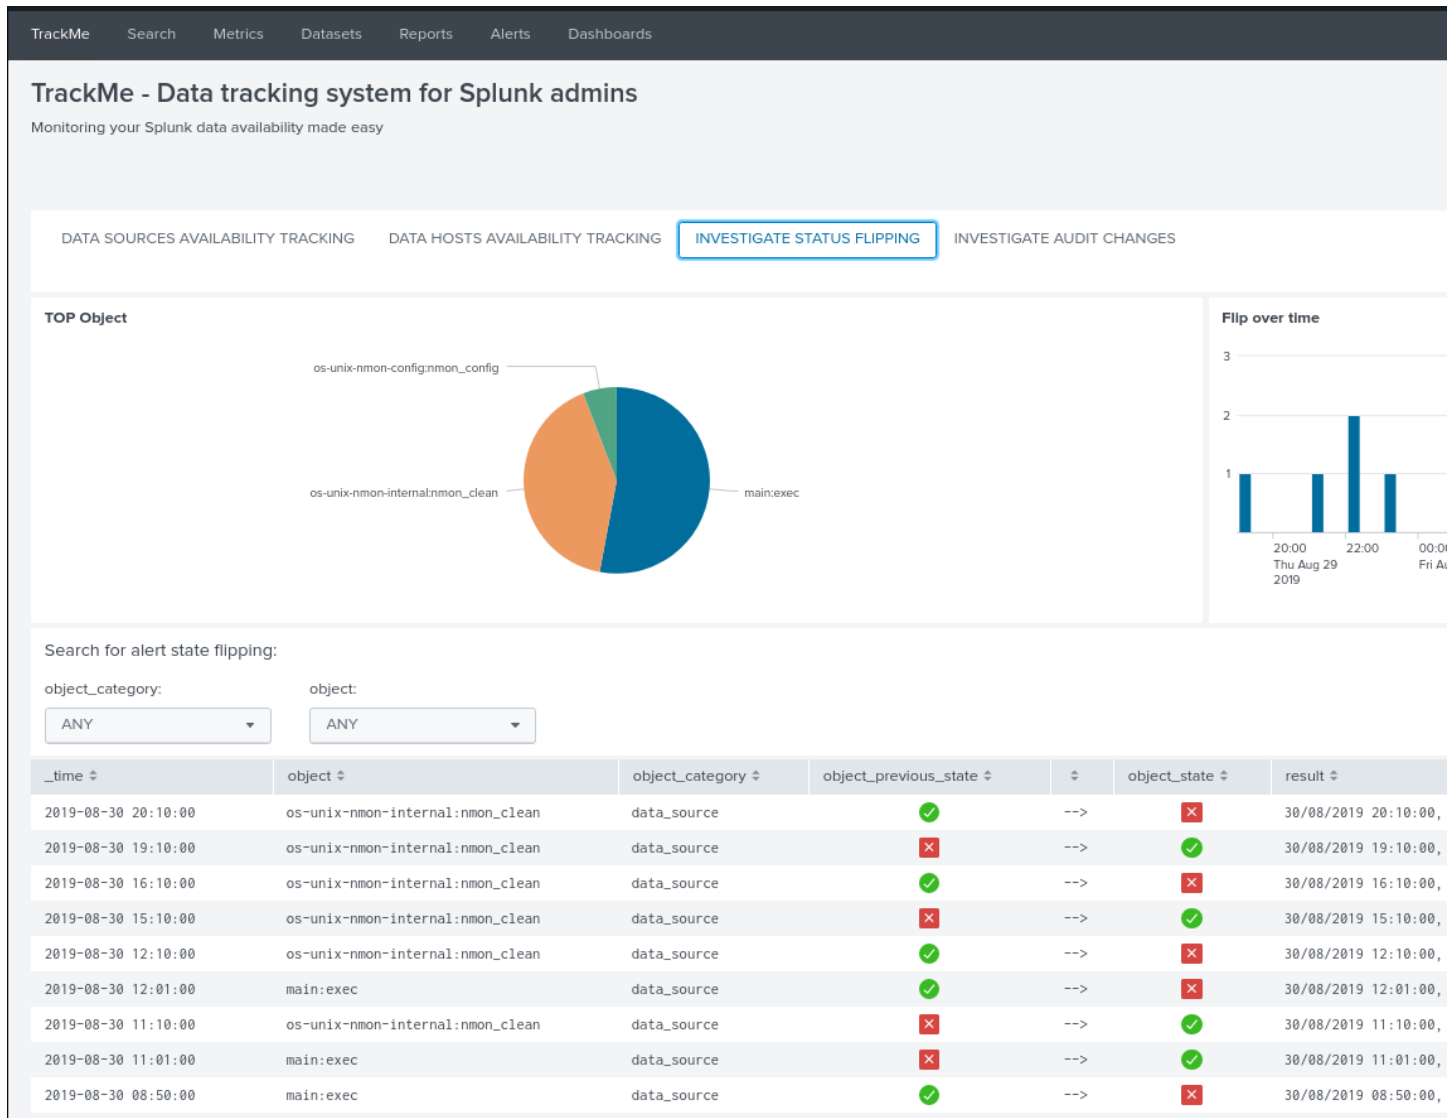 TrackMe Search Metrics Datasets Reports Alerts Dashboards
TrackMe - Data tracking system for Splunk admins
Monitoring your Splunk data availability made easy
DATA SOURCES AVAILABILITY TRACKING DATA HOSTS AVAILABILITY TRACKING INVESTIGATE STATUS FLIPPING INVESTIGATE AUDIT CHANGES
TOP Object
os-unix-nmon-config:nmon_config
os-unix-nmon-internal:nmon_clean
main:exec
Flip over time
3
2
1
20:00 22:00 00:00
Thu Aug 29 Fri Au
2019
Search for alert state flipping:
object_category: object:
ANY ANY
_time object object_category object_previous_state object_state result
2019-08-30 20:10:00 os-unix-nmon-internal:nmon_clean data_source --> 30/08/2019 20:10:00,
2019-08-30 19:10:00 os-unix-nmon-internal:nmon_clean data_source --> 30/08/2019 19:10:00,
2019-08-30 16:10:00 os-unix-nmon-internal:nmon_clean data_source --> 30/08/2019 16:10:00,
2019-08-30 15:10:00 os-unix-nmon-internal:nmon_clean data_source --> 30/08/2019 15:10:00,
2019-08-30 12:10:00 os-unix-nmon-internal:nmon_clean data_source --> 30/08/2019 12:10:00,
2019-08-30 12:01:00 main:exec data_source --> 30/08/2019 12:01:00,
2019-08-30 11:10:00 os-unix-nmon-internal:nmon_clean data_source --> 30/08/2019 11:10:00,
2019-08-30 11:01:00 main:exec data_source --> 30/08/2019 11:01:00,
2019-08-30 08:50:00 main:exec data_source --> 30/08/2019 08:50:00,